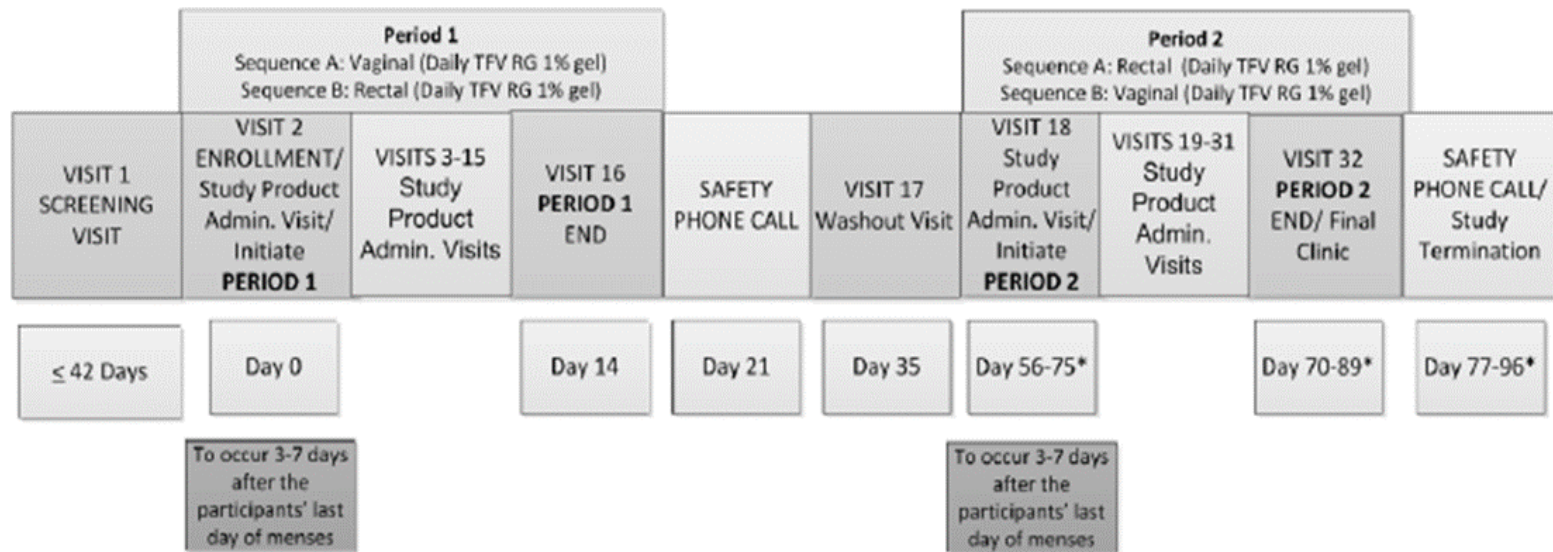 Period 1
Sequence A: Vaginal (Daily TFV RG 1% gel)
Sequence B: Rectal (Daily TFV RG 1% gel)
Period 2
Sequence A: Rectal (Daily TFV RG 1% gel)
Sequence B: Vaginal (Daily TFV RG 1% gel)
VISIT 1
SCREENING
VISIT
VISIT 2
ENROLLMENT/
Study Product
Admin. Visit/
Initiate
PERIOD 1
VISITS 3-15
Study
Product
Admin. Visits
VISIT 16
PERIOD 1
END
SAFETY
PHONE CALL
VISIT 17
Washout Visit
VISIT 18
Study
Product
Admin. Visit/
Initiate
PERIOD 2
VISITS 19-31
Study
Product
Admin.
Visits
VISIT 32
PERIOD 2
END/ Final
Clinic
SAFETY
PHONE CALL/
Study
Termination
≤ 42 Days
Day 0
Day 14
Day 21
Day 35
Day 56-75*
Day 70-89*
Day 77-96*
To occur 3-7 days
after the
participants' last
day of menses
To occur 3-7 days
after the
participants' last
day of menses